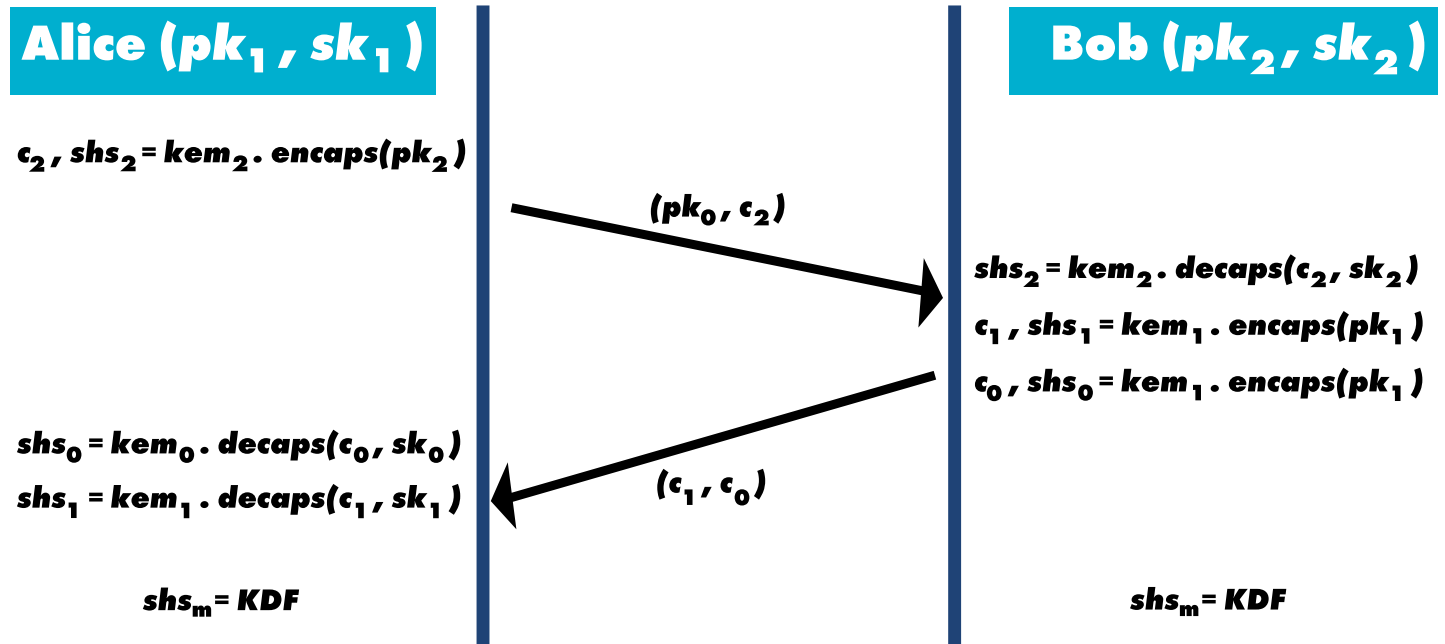 Alice (pk₁, sk₁)
Bob (pk₂, sk₂)
c₂, shs₂ = kem₂. encaps(pk₂)
(pk₀, c₂)
shs₂ = kem₂. decaps(c₂, sk₂)
c₁, shs₁ = kem₁. encaps(pk₁)
c₀, shs₀ = kem₁. encaps(pk₁)
shs₀ = kem₀. decaps(c₀, sk₀)
shs₁ = kem₁. decaps(c₁, sk₁)
(c₁, c₀)
shsₘ = KDF
shsₘ = KDF